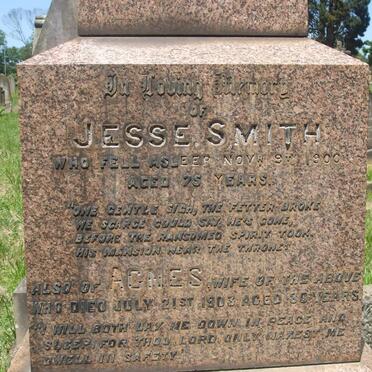 In Loving Memory
OF
JESSE SMITH
WHO FELL ASLEEP NOV. 9TH 1900
AGED 75 YEARS.
"ONE GENTLE SIGH, THE FETTER BROKE
WE SCARCE COULD SAY HE'S GONE,
BEFORE THE RANSOMED SPIRIT TOOK,
HIS MANSION NEAR THE THRONE"
ALSO OF AGNES, WIFE OF THE ABOVE
WHO DIED JULY 21ST 1903 AGED YEARS
"I WILL BOTH LAY ME DOWN IN PEACE AND
SLEEP; FOR THOU, LORD, ONLY MAKEST ME
DWELL IN SAFETY"